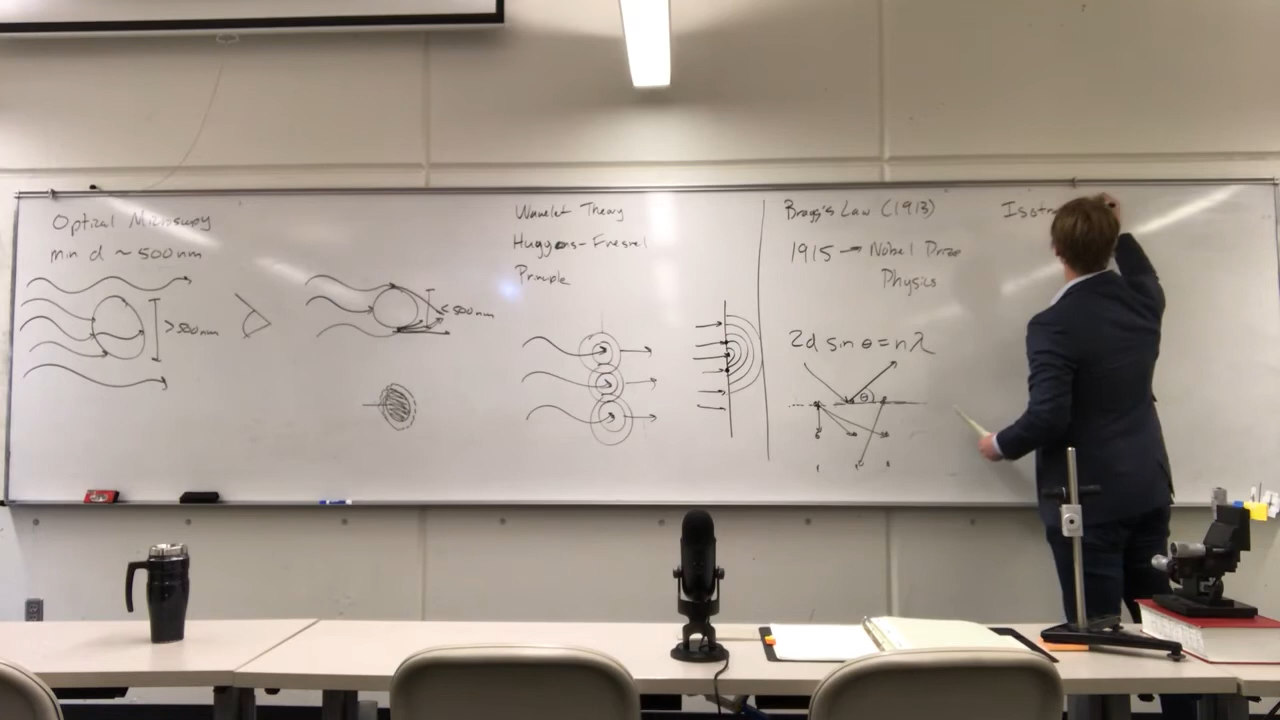 Optical Microscopy
min d ~ 500nm
>500nm
< 500nm
Wavelet Theory
Huygens-Fresnel
Principle
Bragg's Law (1913)
1915 → Nobel Prize
Physics
2d sin θ = nλ
θ
Isotr